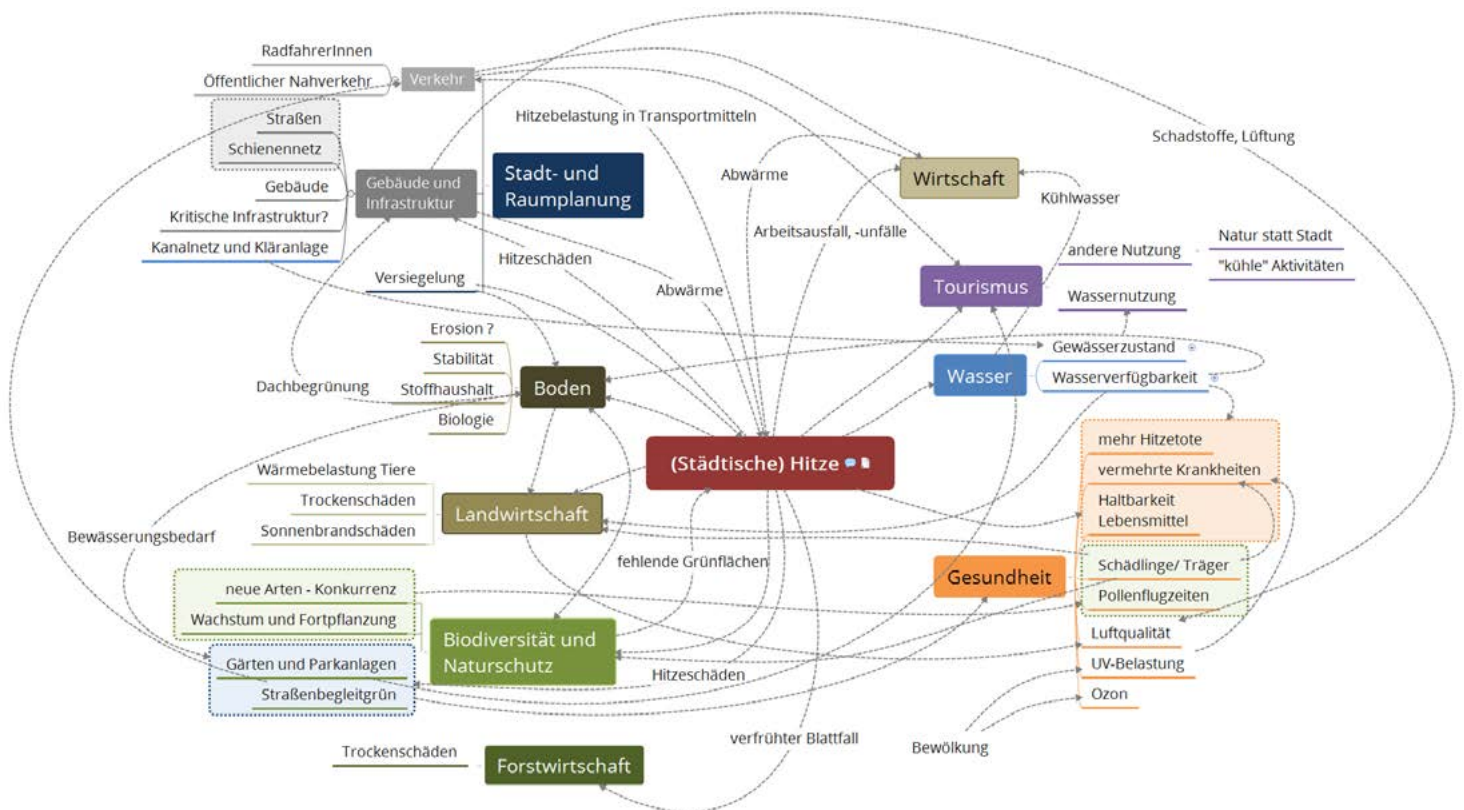 RadfahrerInnen
Öffentlicher Nahverkehr
Verkehr
Straßen
Schienennetz
Gebäude
Kritische Infrastruktur?
Kanalnetz und Kläranlage
Gebäude und
Infrastruktur
Stadt- und
Raumplanung
Versiegelung
Hitzebelastung in Transportmitteln
Hitzeschäden
Abwärme
Abwärme
Arbeitsausfall, -unfälle
Wirtschaft
Kühlwasser
Schadstoffe, Lüftung
Tourismus
andere Nutzung
Natur statt Stadt
"kühle" Aktivitäten
Wassernutzung
Wasser
Gewässerzustand
Wasserverfügbarkeit
Erosion ?
Stabilität
Stoffhaushalt
Biologie
Boden
Dachbegrünung
(Städtische) Hitze
Wärmebelastung Tiere
Trockenschäden
Sonnenbrandschäden
Landwirtschaft
Bewässerungsbedarf
fehlende Grünflächen
Gesundheit
mehr Hitzetote
vermehrte Krankheiten
Haltbarkeit
Lebensmittel
Schädlinge/ Träger
Pollenflugzeiten
Luftqualität
UV-Belastung
Ozon
Bewölkung
neue Arten - Konkurrenz
Wachstum und Fortpflanzung
Gärten und Parkanlagen
Straßenbegleitgrün
Biodiversität und
Naturschutz
Hitzeschäden
verfrühter Blattfall
Trockenschäden
Forstwirtschaft